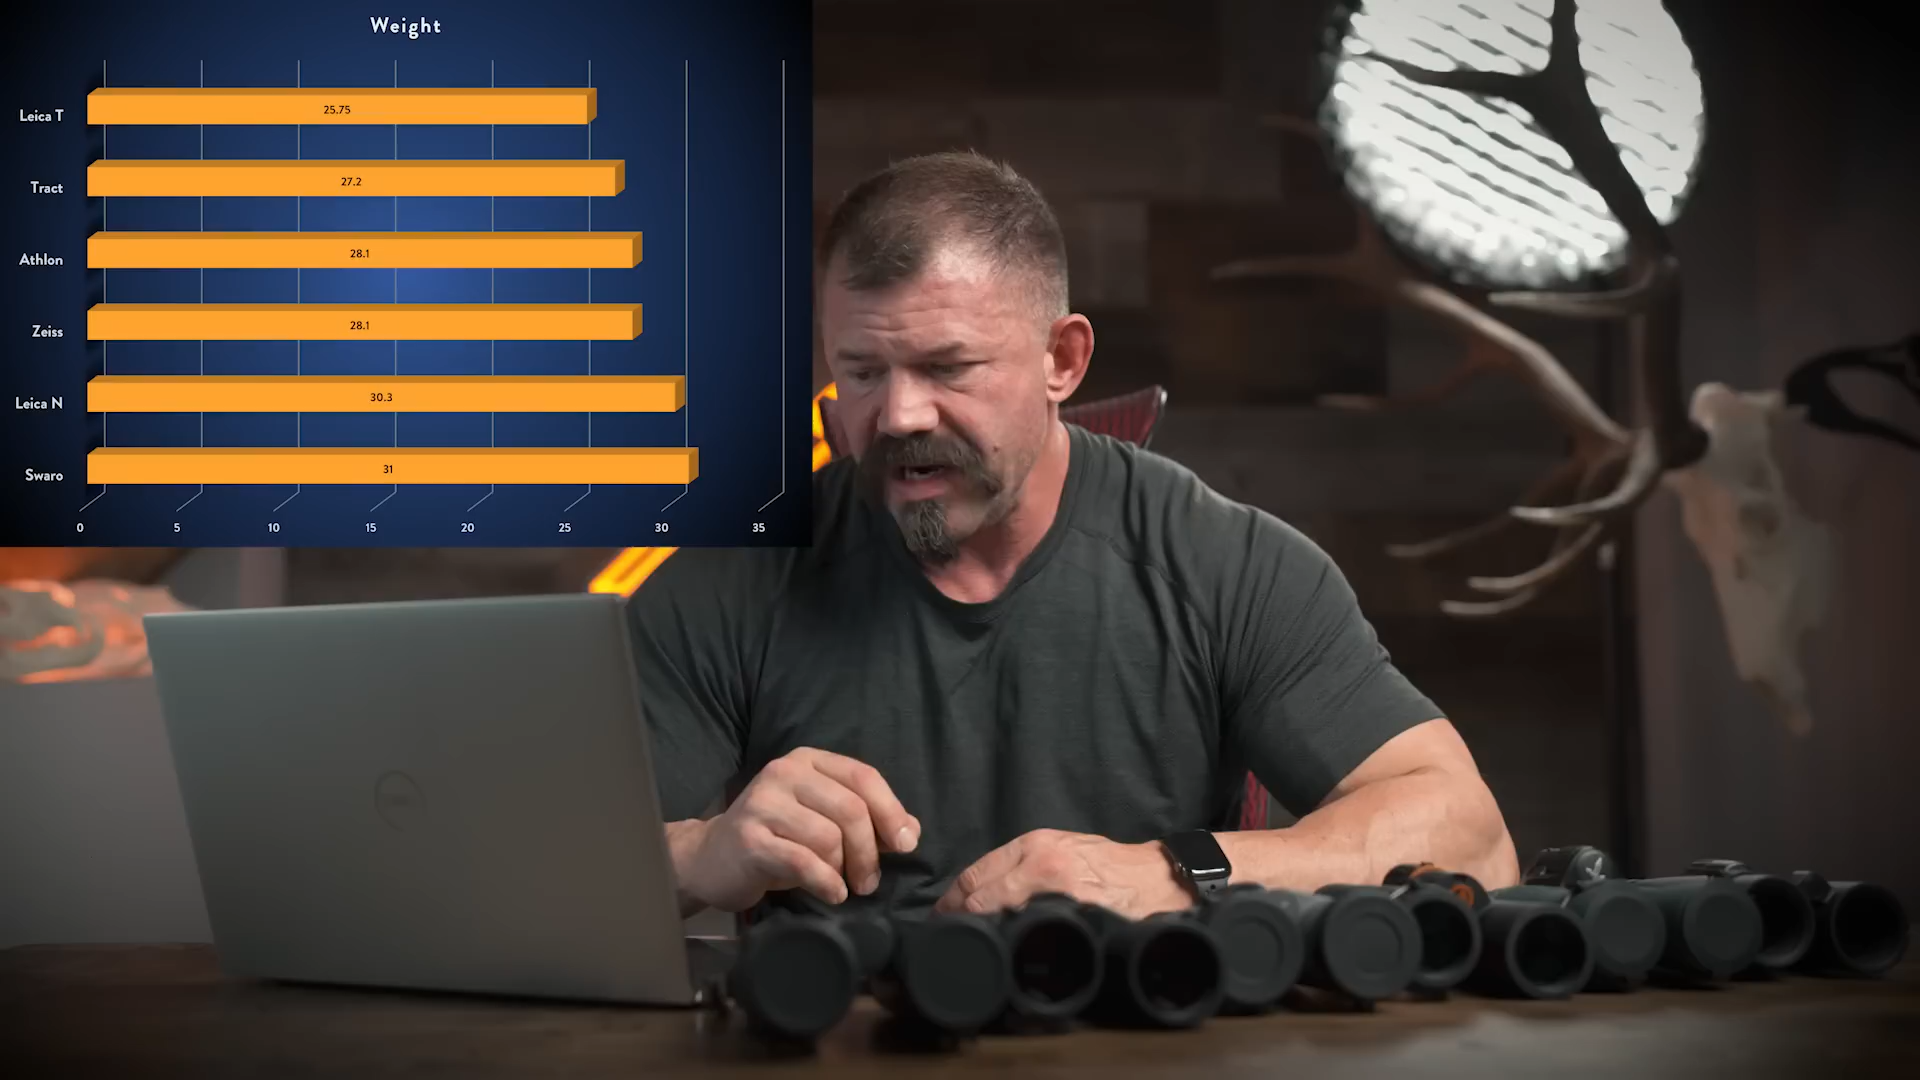 Weight
Leica T 25.75
Tract 27.2
Athlon 28.1
Zeiss 28.1
Leica N 30.3
Swaro 31
0 5 10 15 20 25 30 35